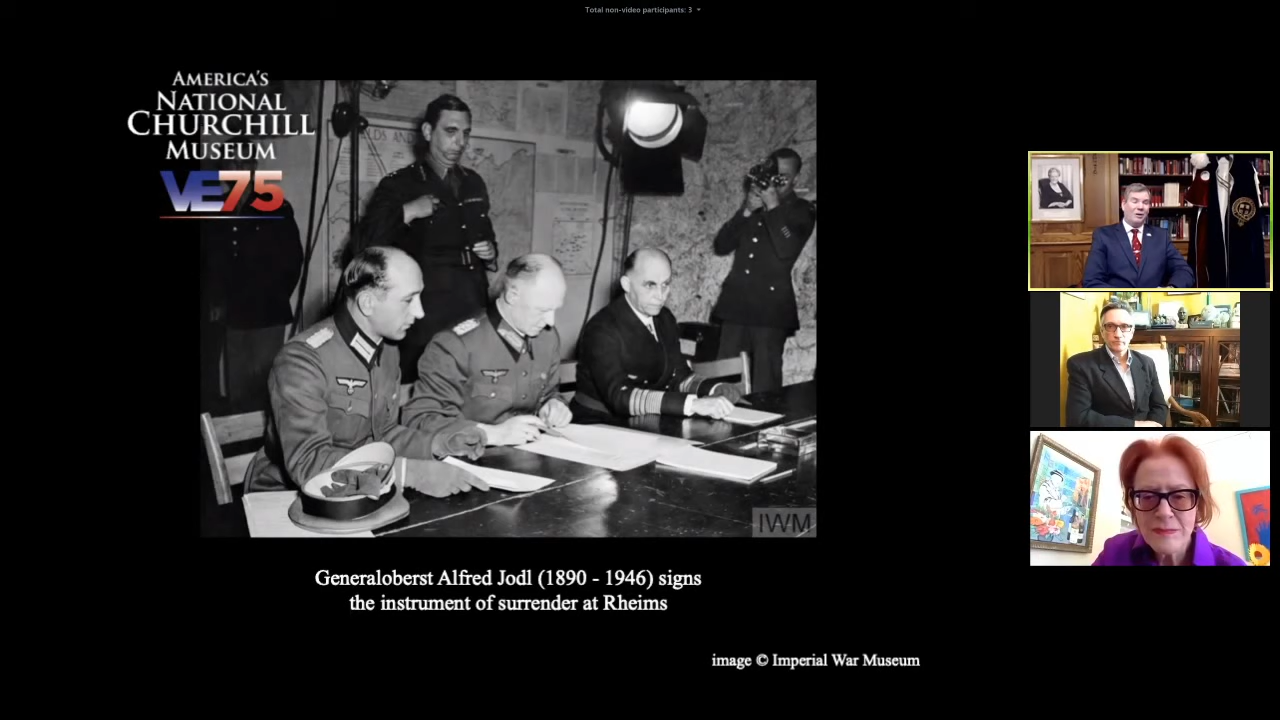 Total non-video participants: 3
AMERICA'S
NATIONAL
CHURCHILL
MUSEUM
VE75
IWM
Generaloberst Alfred Jodl (1890 - 1946) signs
the instrument of surrender at Rheims
image © Imperial War Museum